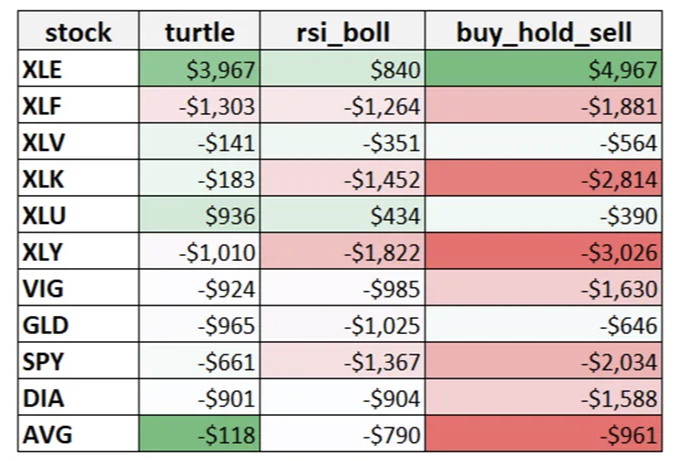 stock turtle rsi_boll buy_hold_sell
XLE $3,967 $840 $4,967
XLF -$1,303 -$1,264 -$1,881
XLV -$141 -$351 -$564
XLK -$183 -$1,452 -$2,814
XLU $936 $434 -$390
XLY -$1,010 -$1,822 -$3,026
VIG -$924 -$985 -$1,630
GLD -$965 -$1,025 -$646
SPY -$661 -$1,367 -$2,034
DIA -$901 -$904 -$1,588
AVG -$118 -$790 -$961